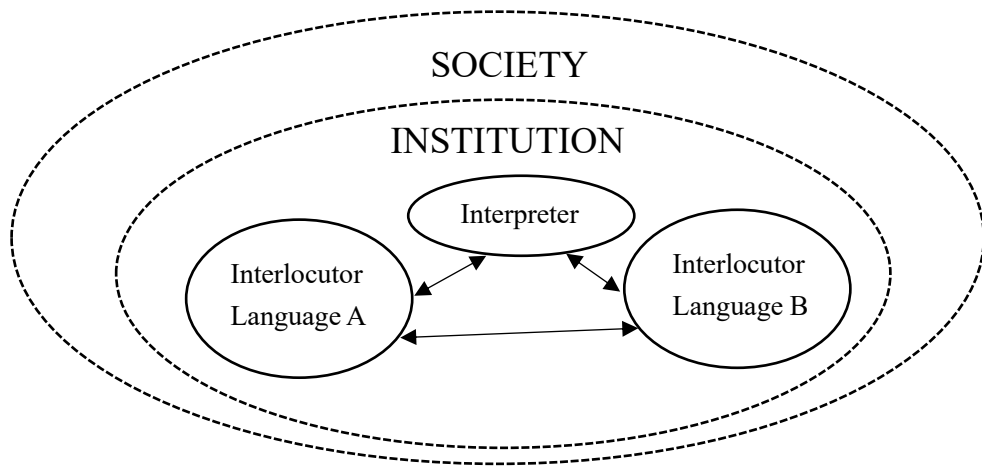 SOCIETY
INSTITUTION
Interpreter
Interlocutor
Language A
Interlocutor
Language B